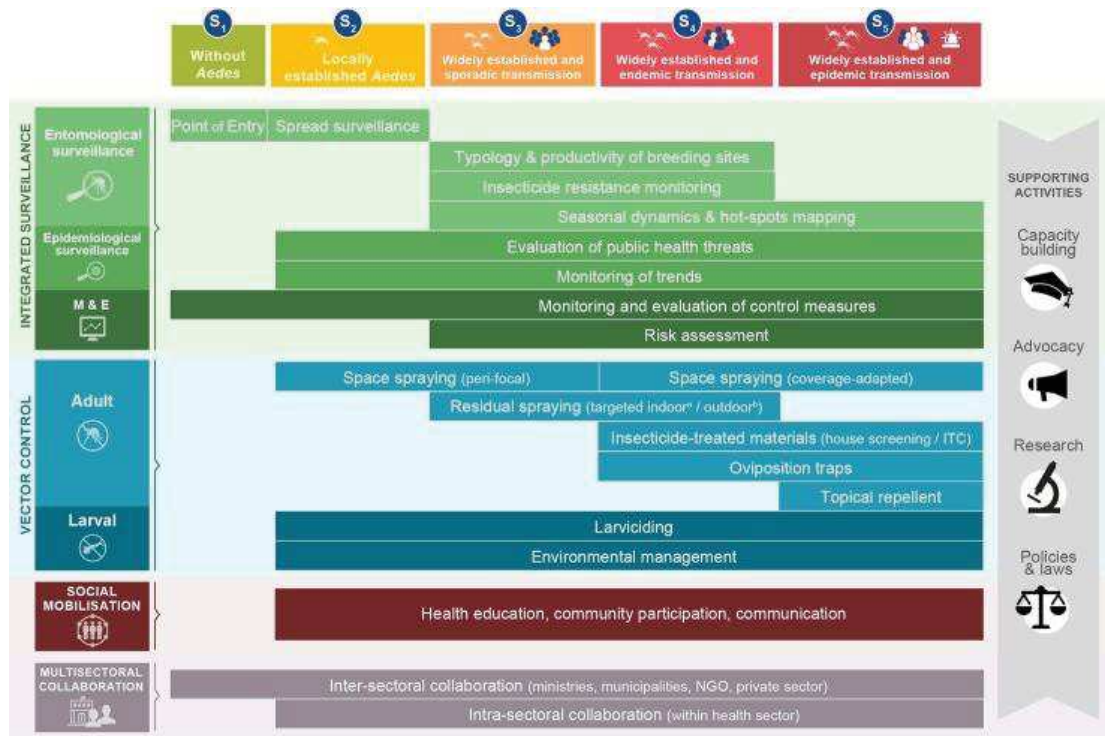 S1
S2
S3
S4
S5
Without
Aedes
Locally
established Aedes
Widely established and
sporadic transmission
Widely established and
endemic transmission
Widely established and
epidemic transmission
INTEGRATED SURVEILLANCE
Entomological
surveillance
Point of Entry
Spread surveillance
Typology & productivity of breeding sites
Insecticide resistance monitoring
Seasonal dynamics & hot-spots mapping
Epidemiological
surveillance
Evaluation of public health threats
Monitoring of trends
M & E
Monitoring and evaluation of control measures
Risk assessment
VECTOR CONTROL
Adult
Space spraying (peri-focal)
Space spraying (coverage-adapted)
Residual spraying (targeted indoorª / outdoorᵇ)
Insecticide-treated materials (house screening / ITC)
Oviposition traps
Topical repellent
Larval
Larviciding
Environmental management
SOCIAL
MOBILISATION
Health education, community participation, communication
MULTISECTORAL
COLLABORATION
Inter-sectoral collaboration (ministries, municipalities, NGO, private sector)
Intra-sectoral collaboration (within health sector)
SUPPORTING
ACTIVITIES
Capacity
building
Advocacy
Research
Policies
& laws